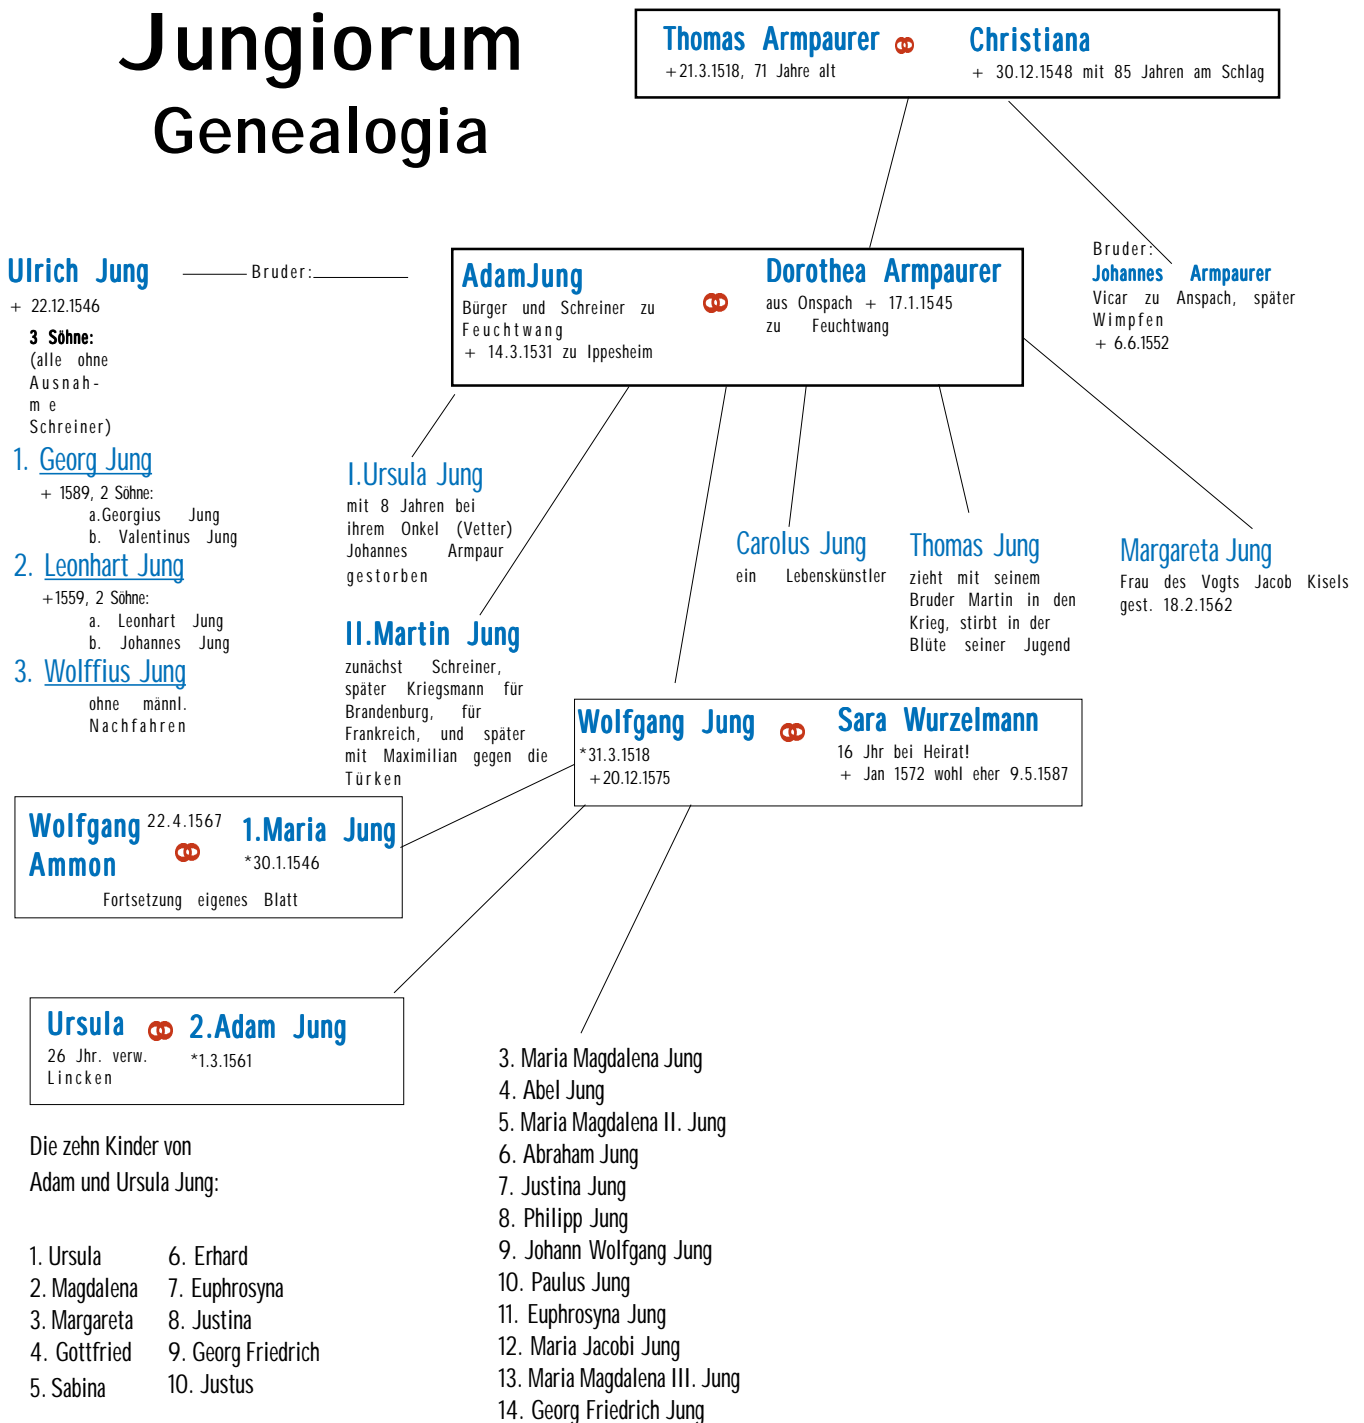 Jungiorum
Genealogia
Thomas Armpaurer
+21.3.1518, 71 Jahre alt
Christiana
+ 30.12.1548 mit 85 Jahren am Schlag
Ulrich Jung
+ 22.12.1546
3 Söhne:
(alle ohne
Ausnah-
me
Schreiner)
1. Georg Jung
+ 1589, 2 Söhne:
a.Georgius Jung
b. Valentinus Jung
2. Leonhart Jung
+1559, 2 Söhne:
a. Leonhart Jung
b. Johannes Jung
3. Wolffius Jung
ohne männl.
Nachfahren
Bruder:
AdamJung
Bürger und Schreiner zu
Feuchtwang
+ 14.3.1531 zu Ippesheim
Dorothea Armpaurer
aus Onspach + 17.1.1545
zu Feuchtwang
Bruder:
Johannes Armpaurer
Vicar zu Anspach, später
Wimpfen
+ 6.6.1552
I.Ursula Jung
mit 8 Jahren bei
ihrem Onkel (Vetter)
Johannes Armpaur
gestorben
II.Martin Jung
zunächst Schreiner,
später Kriegsmann für
Brandenburg, für
Frankreich, und später
mit Maximilian gegen die
Türken
Carolus Jung
ein Lebenskünstler
Thomas Jung
zieht mit seinem
Bruder Martin in den
Krieg, stirbt in der
Blüte seiner Jugend
Margareta Jung
Frau des Vogts Jacob Kisels
gest. 18.2.1562
Wolfgang Jung
*31.3.1518
+20.12.1575
Sara Wurzelmann
16 Jhr bei Heirat!
+ Jan 1572 wohl eher 9.5.1587
Wolfgang
Ammon
22.4.1567
1.Maria Jung
*30.1.1546
Fortsetzung eigenes Blatt
Ursula
26 Jhr. verw.
Lincken
2.Adam Jung
*1.3.1561
Die zehn Kinder von
Adam und Ursula Jung:
1. Ursula
2. Magdalena
3. Margareta
4. Gottfried
5. Sabina
6. Erhard
7. Euphrosyna
8. Justina
9. Georg Friedrich
10. Justus
3. Maria Magdalena Jung
4. Abel Jung
5. Maria Magdalena II. Jung
6. Abraham Jung
7. Justina Jung
8. Philipp Jung
9. Johann Wolfgang Jung
10. Paulus Jung
11. Euphrosyna Jung
12. Maria Jacobi Jung
13. Maria Magdalena III. Jung
14. Georg Friedrich Jung